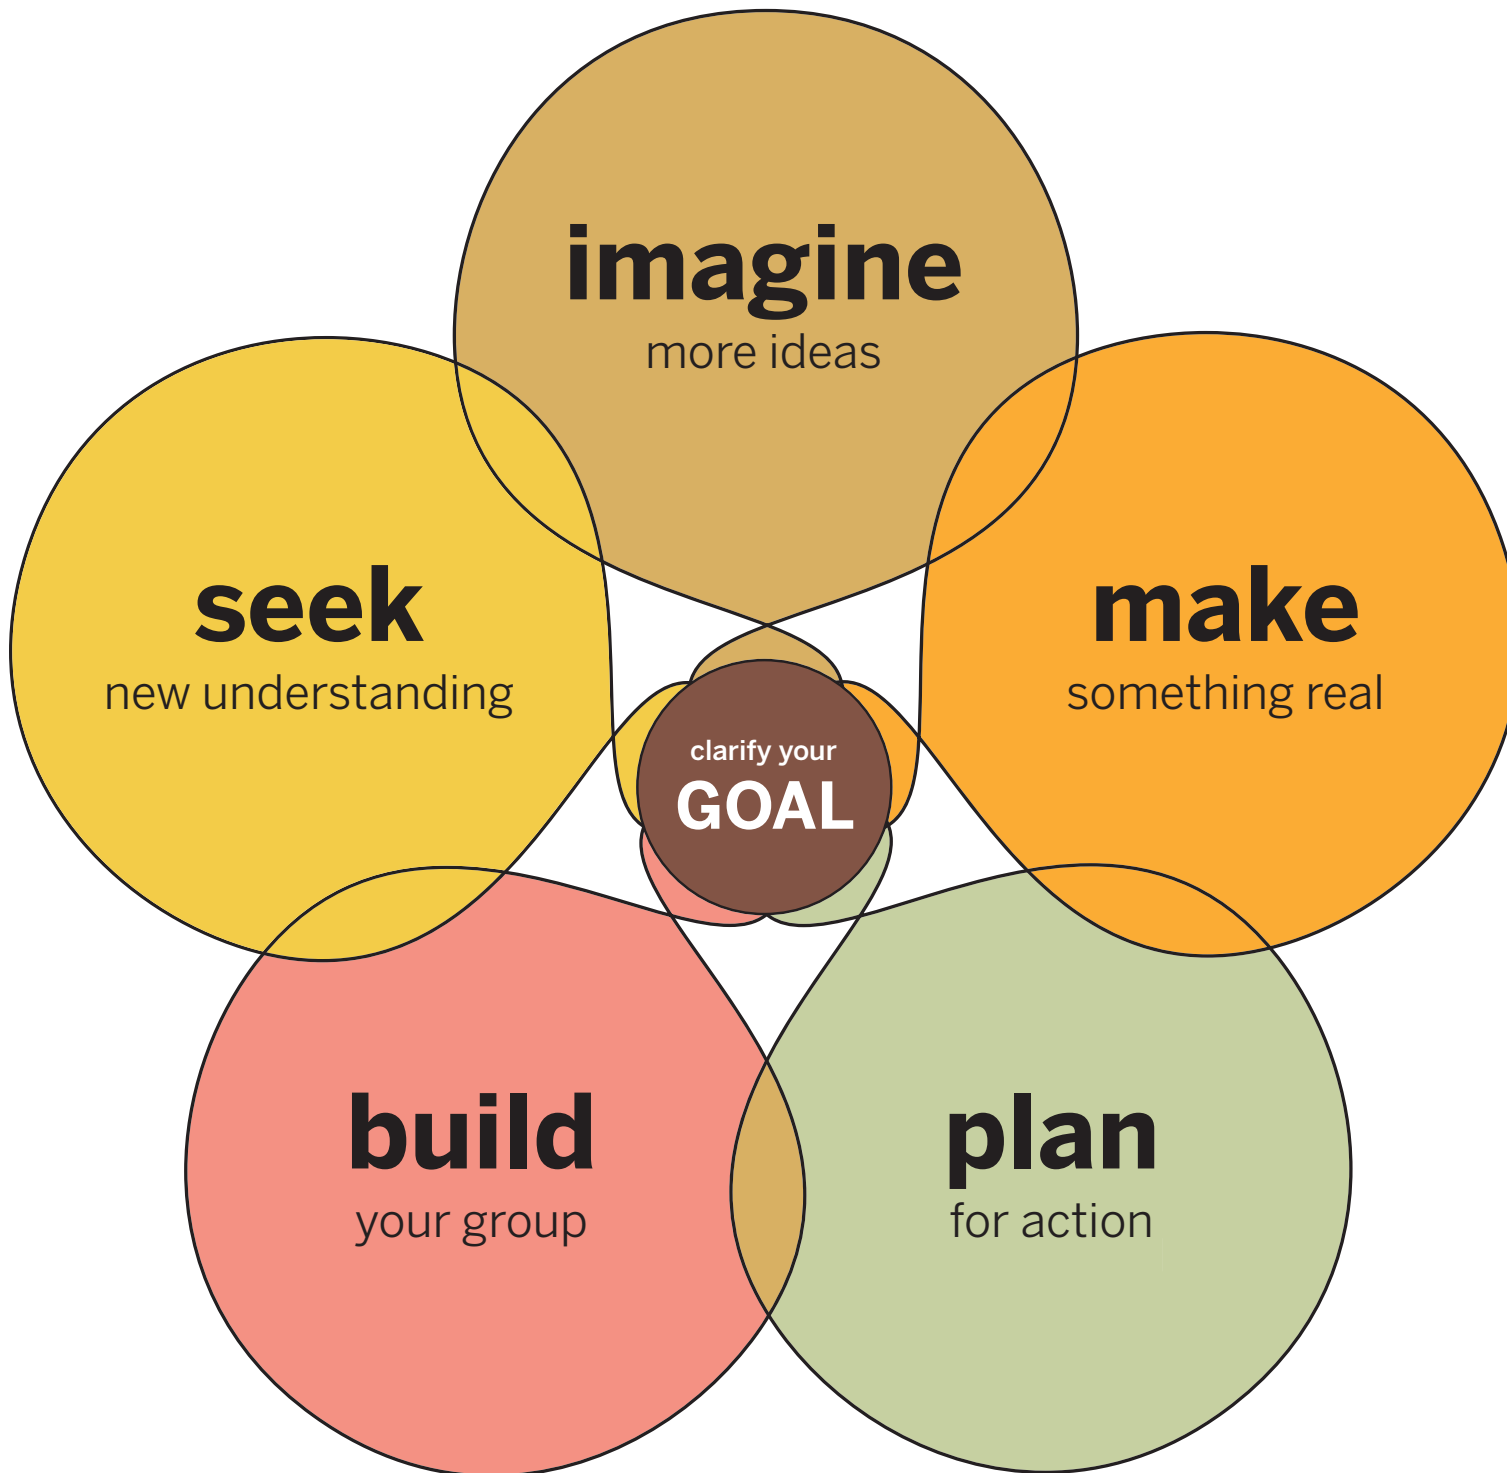 imagine
more ideas
seek
new understanding
make
something real
clarify your
GOAL
build
your group
plan
for action